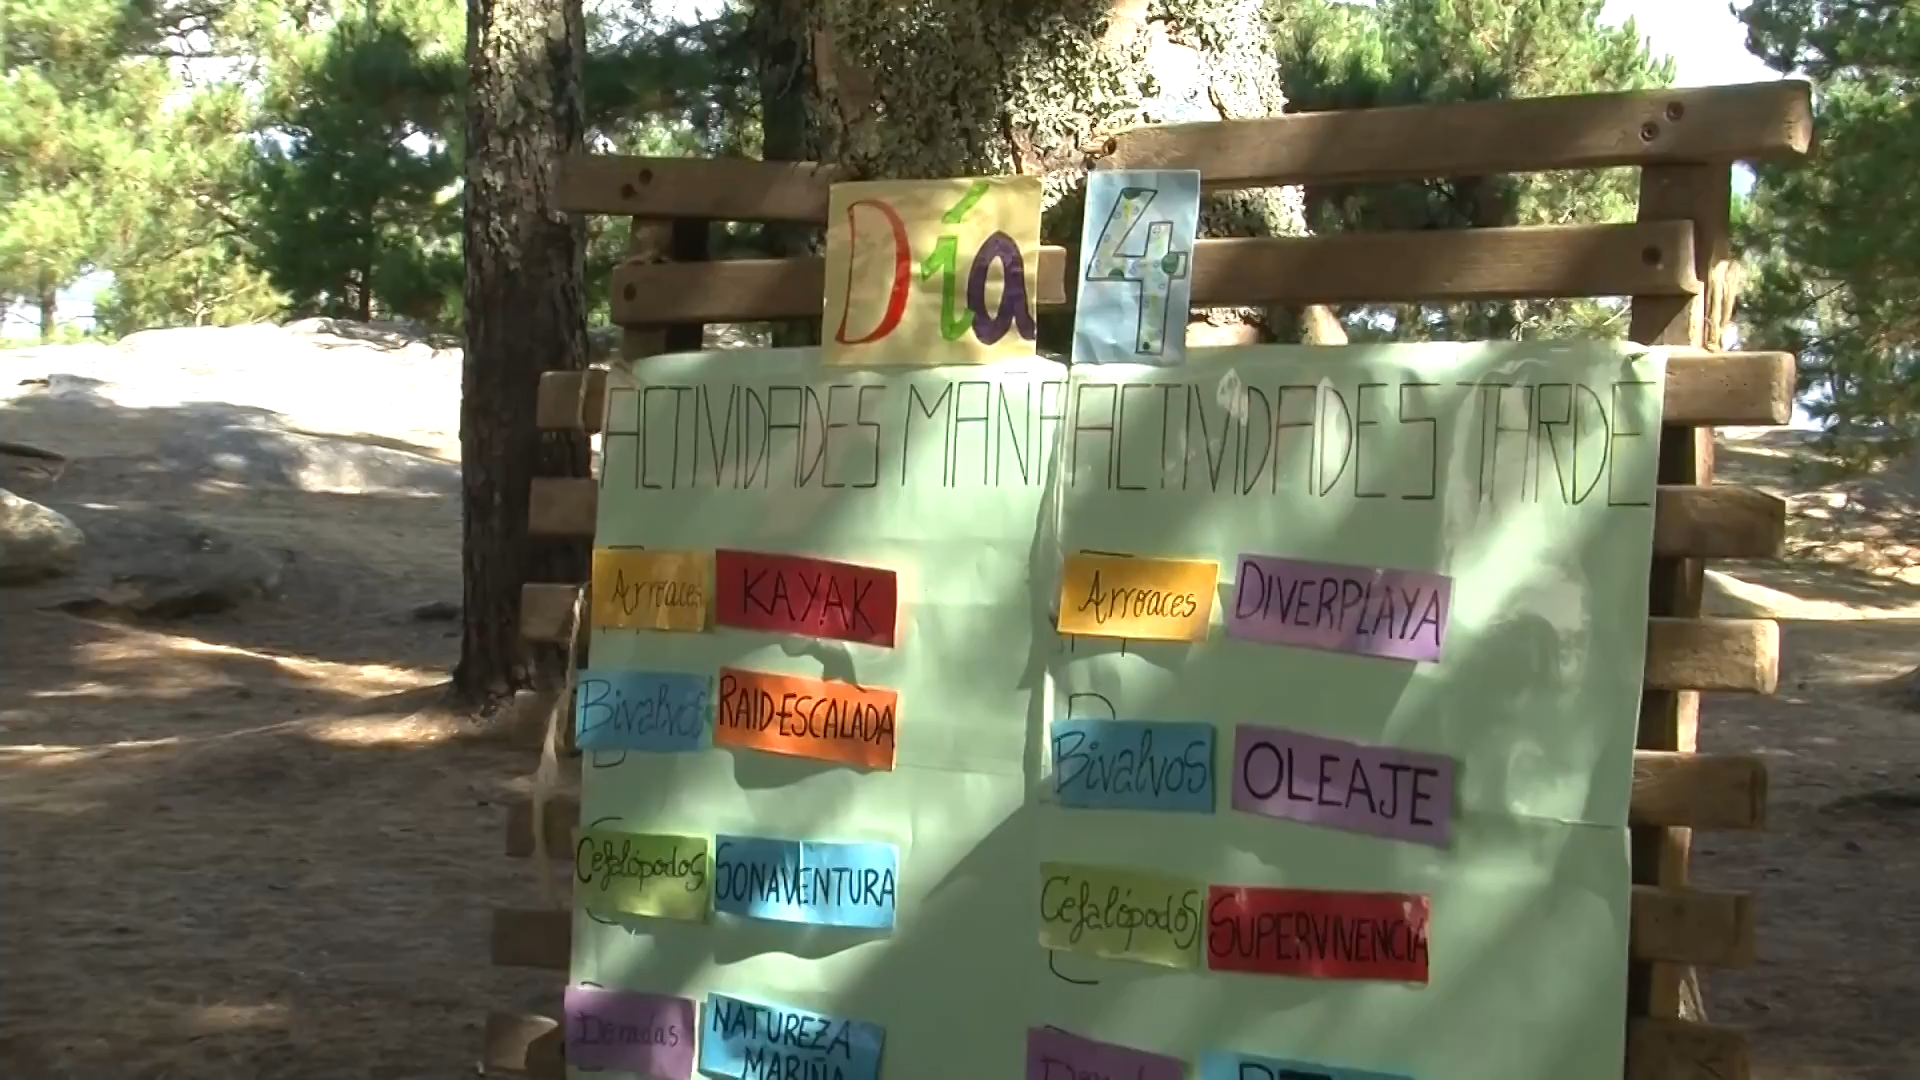 Día 4
ACTIVIDADES MAÑA
Arroaces KAYAK
Bivalvos RAID-ESCALADA
Cefalópodos SONAVENTURA
Doradas NATUREZA
MARIÑA
ACTIVIDADES TARDE
Arroaces DIVERPLAYA
Bivalvos OLEAJE
Cefalópodos SUPERVIVENCIA